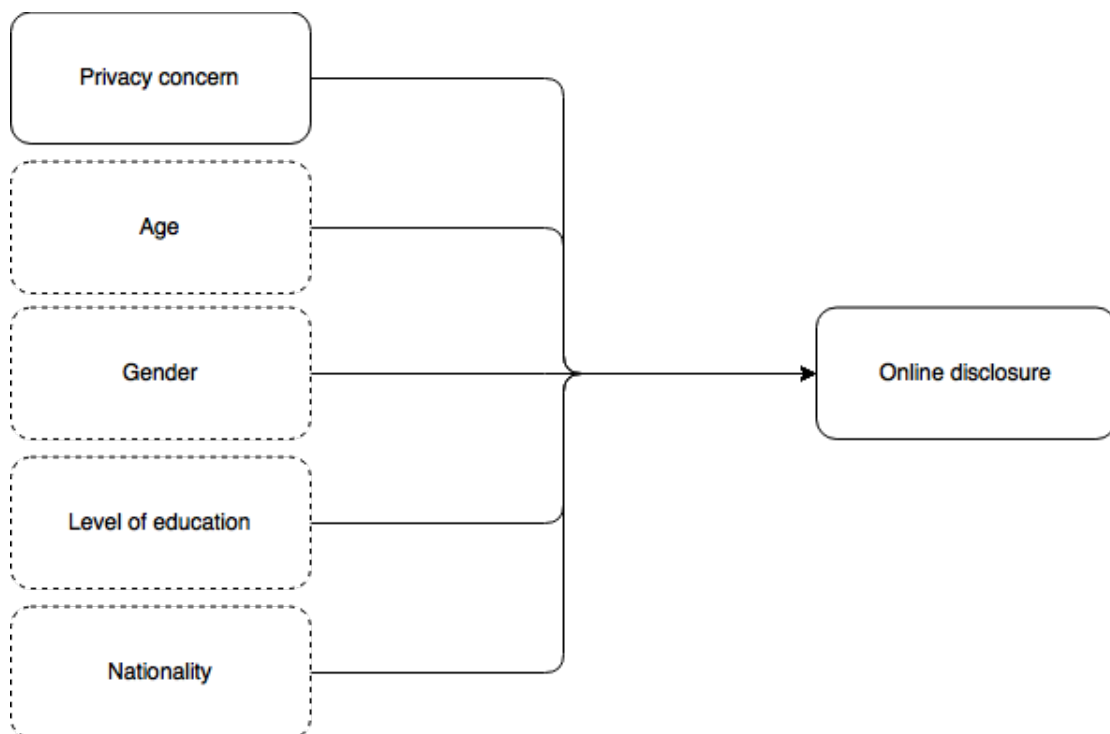 Privacy concern
Age
Gender
Online disclosure
Level of education
Nationality